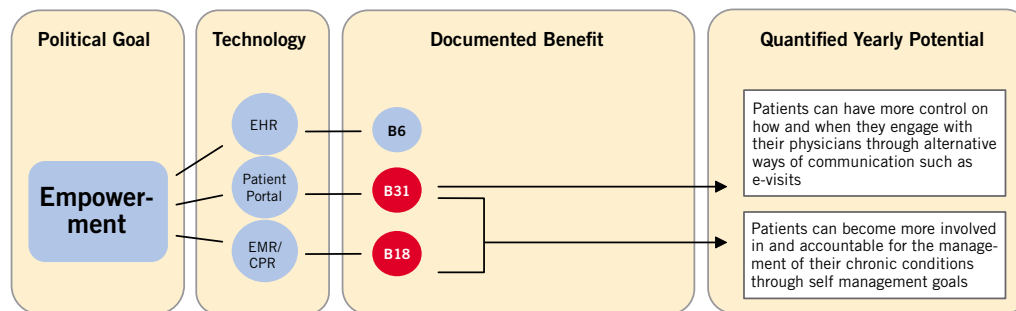 Political Goal
Technology
Documented Benefit
Quantified Yearly Potential
Empower-
ment
EHR
Patient
Portal
EMR/
CPR
B6
B31
B18
Patients can have more control on
how and when they engage with
their physicians through alternative
ways of communication such as
e-visits
Patients can become more involved
in and accountable for the manage-
ment of their chronic conditions
through self management goals